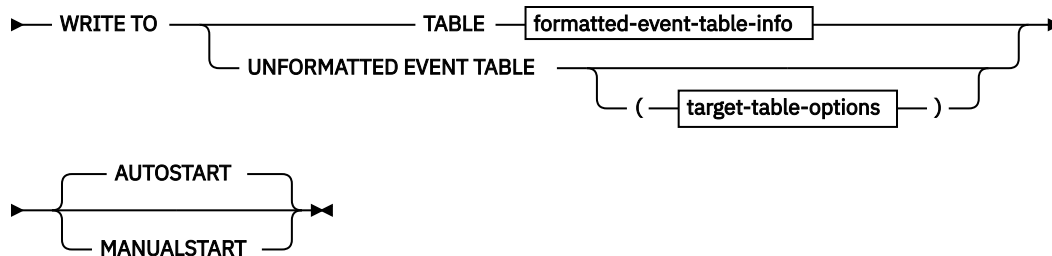 WRITE TO TABLE formatted-event-table-info
UNFORMATTED EVENT TABLE
( target-table-options )
AUTOSTART
MANUALSTART